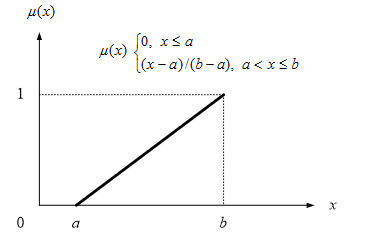 μ(x)
μ(x) {0, x ≤ a
(x − a)/(b − a), a < x ≤ b
1
x
0 a b